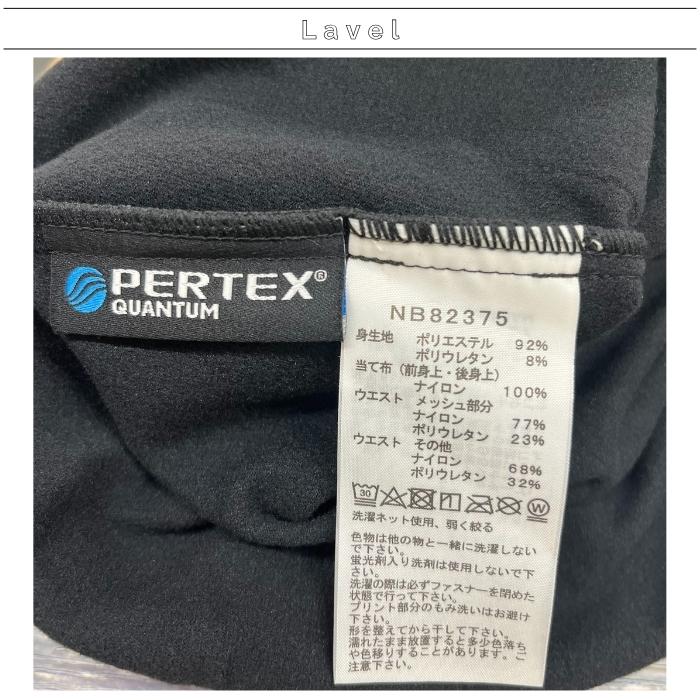 Lavel
PERTEX®
QUANTUM
NB82375
身生地 ポリエステル 92%
ポリウレタン 8%
当て布(前身上・後身上)
ナイロン 100%
ウエスト メッシュ部分
ナイロン 77%
ポリウレタン 23%
ウエスト その他
ナイロン 68%
ポリウレタン 32%
30 W
洗濯ネット使用、弱く絞る
色物は他の物と一緒に洗濯しない
で下さい。
蛍光剤入り洗剤は使用しないで下
さい。
洗濯の際は必ずファスナーを閉めた
状態で行って下さい。
プリント部分のもみ洗いはお避け
下さい。
形を整えてから干して下さい。
濡れたまま放置すると多少色落ち
や色移りすることがあります。ご
注意下さい。